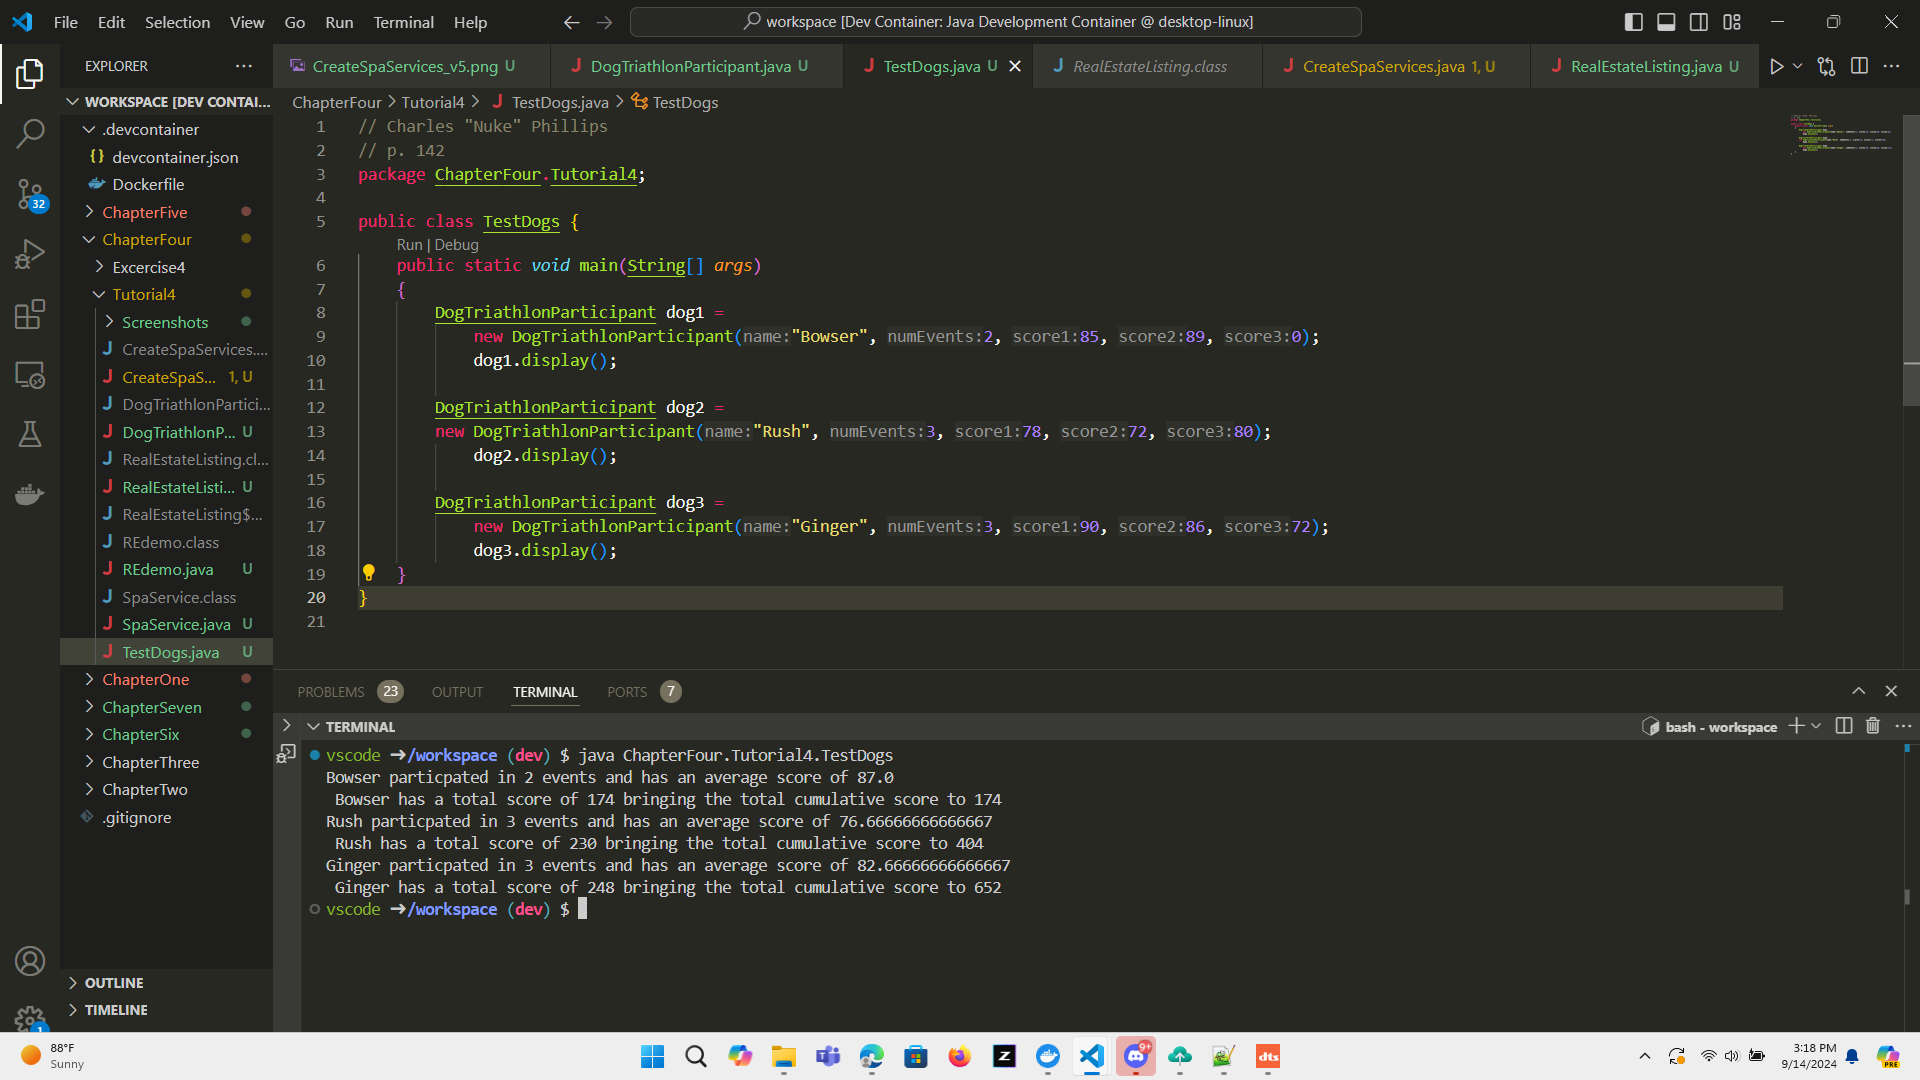 File Edit Selection View Go Run Terminal Help
workspace [Dev Container: Java Development Container @ desktop-linux]
EXPLORER
WORKSPACE [DEV CONTAI...
.devcontainer
devcontainer.json
Dockerfile
ChapterFive
ChapterFour
Excercise4
Tutorial4
Screenshots
CreateSpaServices....
CreateSpaS... 1, U
DogTriathlonPartici...
DogTriathlonP... U
RealEstateListing.cl...
RealEstateListi... U
RealEstateListing$...
REdemo.class
REdemo.java U
SpaService.class
SpaService.java U
TestDogs.java U
ChapterOne
ChapterSeven
ChapterSix
ChapterThree
ChapterTwo
.gitignore
OUTLINE
TIMELINE
32
1
CreateSpaServices_v5.png U
DogTriathlonParticipant.java U
TestDogs.java U
RealEstateListing.class
CreateSpaServices.java 1, U
RealEstateListing.java U
ChapterFour > Tutorial4 > TestDogs.java > TestDogs
1 // Charles "Nuke" Phillips
2 // p. 142
3 package ChapterFour.Tutorial4;
4
5 public class TestDogs {
Run | Debug
6 public static void main(String[] args)
7 {
8 DogTriathlonParticipant dog1 =
9 new DogTriathlonParticipant(name:"Bowser", numEvents:2, score1:85, score2:89, score3:0);
10 dog1.display();
11
12 DogTriathlonParticipant dog2 =
13 new DogTriathlonParticipant(name:"Rush", numEvents:3, score1:78, score2:72, score3:80);
14 dog2.display();
15
16 DogTriathlonParticipant dog3 =
17 new DogTriathlonParticipant(name:"Ginger", numEvents:3, score1:90, score2:86, score3:72);
18 dog3.display();
19 }
20 }
21
PROBLEMS 23 OUTPUT TERMINAL PORTS 7
TERMINAL
bash - workspace
vscode ➜/workspace (dev) $ java ChapterFour.Tutorial4.TestDogs
Bowser particpated in 2 events and has an average score of 87.0
Bowser has a total score of 174 bringing the total cumulative score to 174
Rush particpated in 3 events and has an average score of 76.66666666666667
Rush has a total score of 230 bringing the total cumulative score to 404
Ginger particpated in 3 events and has an average score of 82.66666666666667
Ginger has a total score of 248 bringing the total cumulative score to 652
vscode ➜/workspace (dev) $
88°F
Sunny
9+
dts
3:18 PM
9/14/2024
PRE